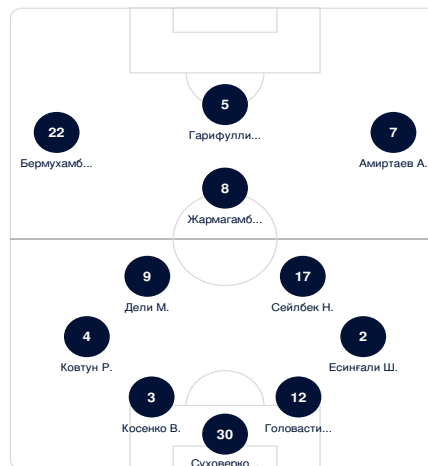 5
Гарифулли...
22
7
Бермухамб...
Амиртаев А.
8
Жармагамб...
9
17
Дели М.
Сейлбек Н.
4
2
Ковтун Р.
Есинғали Ш.
3
12
Косенко В.
Головасти...
30
Суховерко...